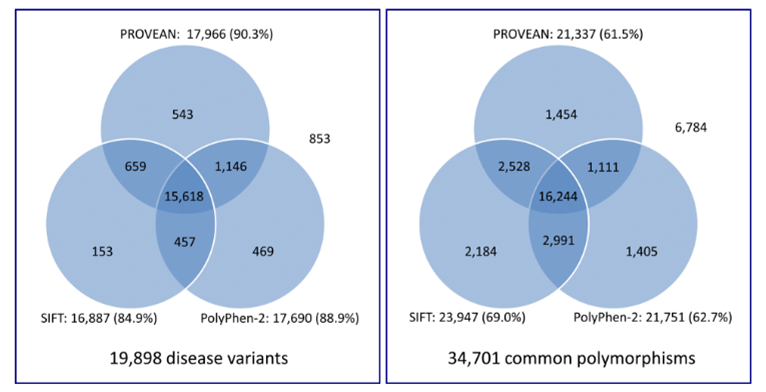 PROVEAN: 17,966 (90.3%)
543
853
659
1,146
15,618
457
153
469
SIFT: 16,887 (84.9%)
PolyPhen-2: 17,690 (88.9%)
19,898 disease variants
PROVEAN: 21,337 (61.5%)
1,454
6,784
2,528
1,111
16,244
2,991
2,184
1,405
SIFT: 23,947 (69.0%)
PolyPhen-2: 21,751 (62.7%)
34,701 common polymorphisms